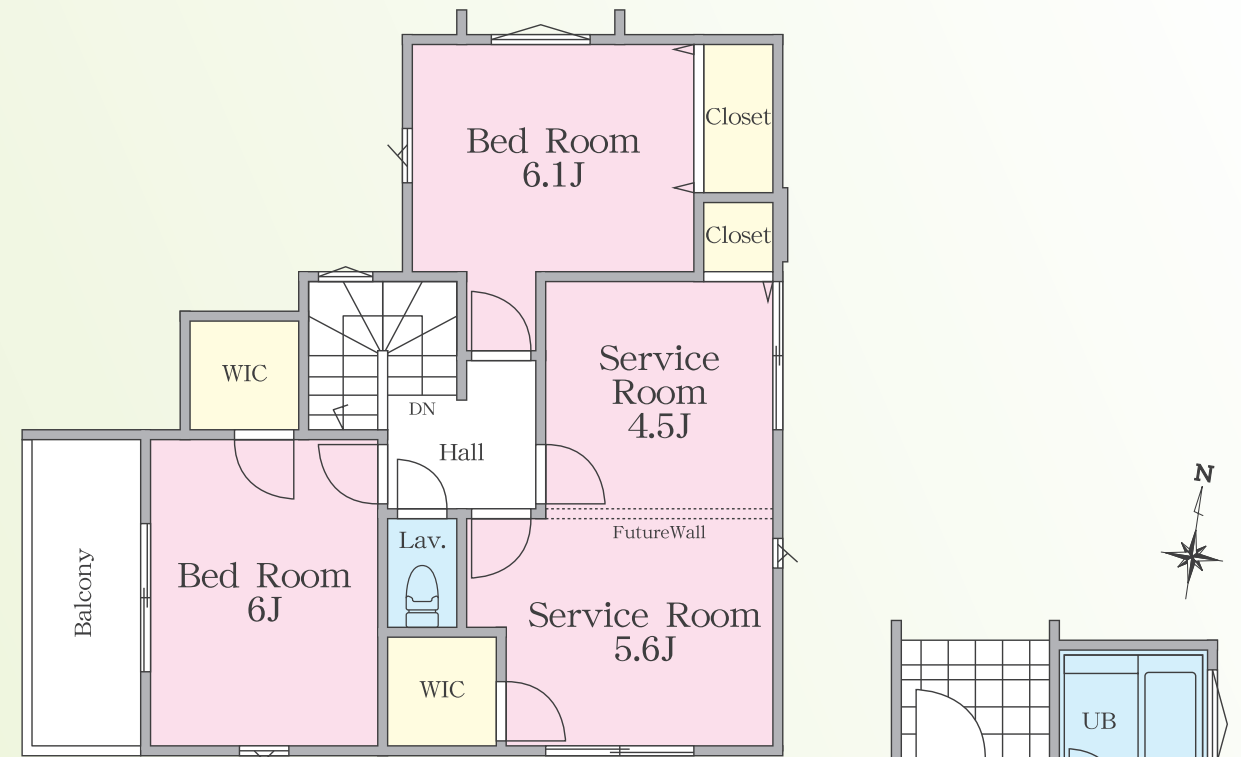 Bed Room
6.1J
Closet
Closet
WIC
Service
Room
4.5J
DN
Hall
N
FutureWall
Lav.
Balcony
Bed Room
6J
Service Room
5.6J
WIC
UB